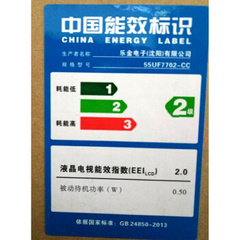 中国能效标识
CHINA ENERGY LABEL
生产者名称 乐金电子(沈阳)有限公司
规格型号 55UF7702-CC
耗能低 1
2 2级
耗能高 3
液晶电视能效指数(EEI LCD) 2.0
被动待机功率(W) 0.50
依据国家标准:GB 24850-2013